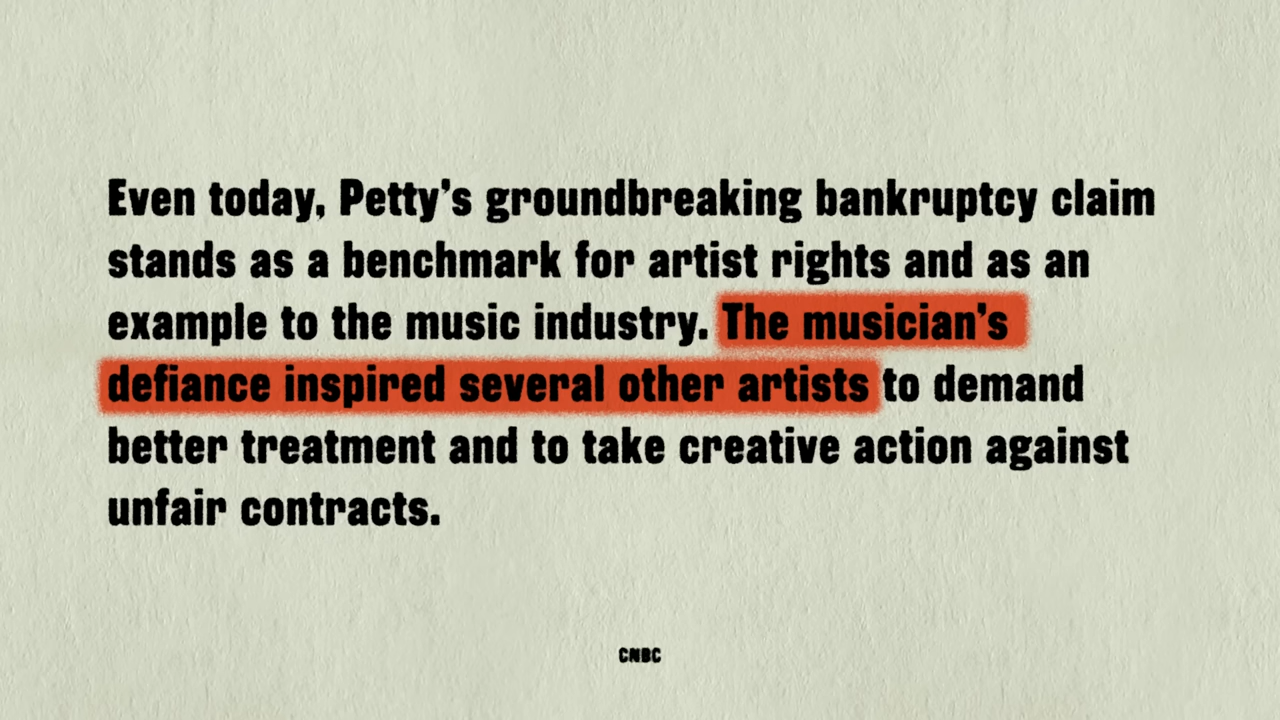 Even today, Petty's groundbreaking bankruptcy claim
stands as a benchmark for artist rights and as an
example to the music industry. The musician's
defiance inspired several other artists to demand
better treatment and to take creative action against
unfair contracts.
CNBC